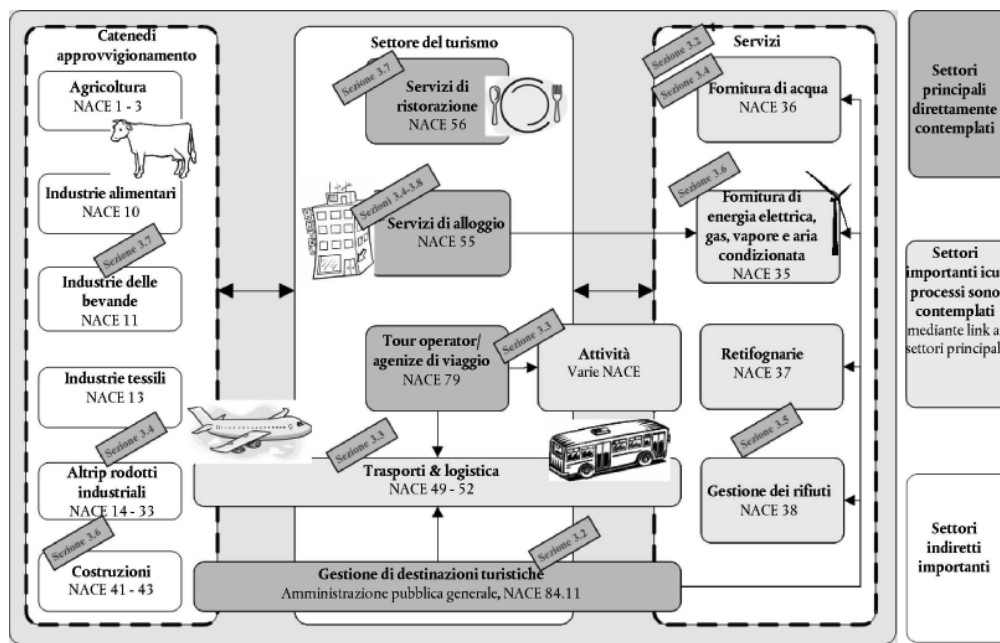 Catenedi
approvvigionamento
Agricoltura
NACE 1 - 3
Industrie alimentari
NACE 10
Sezione 3.7
Industrie delle
bevande
NACE 11
Industrie tessili
NACE 13
Sezione 3.4
Altrip rodotti
industriali
NACE 14 - 33
Sezione 3.6
Costruzioni
NACE 41 - 43
Settore del turismo
Sezione 3.7
Servizi di
ristorazione
NACE 56
Sezioni 3.4-3.8
Servizi di alloggio
NACE 55
Tour operator/
agenize di viaggio
NACE 79
Sezione 3.3
Attività
Varie NACE
Sezione 3.3
Trasporti & logistica
NACE 49 - 52
Sezione 3.2
Gestione di destinazioni turistiche
Amministrazione pubblica generale, NACE 84.11
Servizi
Sezione 3.2
Sezione 3.4
Fornitura di acqua
NACE 36
Sezione 3.6
Fornitura di
energia elettrica,
gas, vapore e aria
condizionata
NACE 35
Retifognarie
NACE 37
Sezione 3.5
Gestione dei rifiuti
NACE 38
Settori
principali
direttamente
contemplati
Settori
importanti icu
processi sono
contemplati
mediante link a
settori principal
Settori
indiretti
importanti